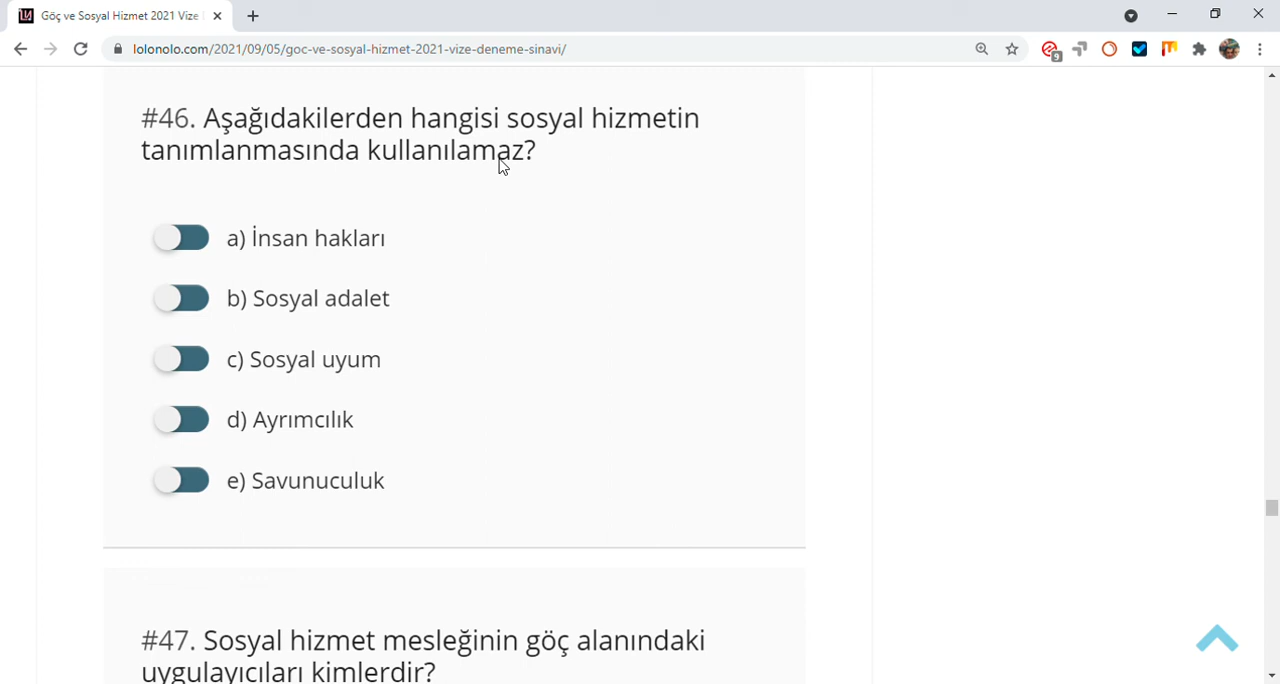 Göç ve Sosyal Hizmet 2021 Vize
lolonolo.com/2021/09/05/goc-ve-sosyal-hizmet-2021-vize-deneme-sinavi/
9
#46. Aşağıdakilerden hangisi sosyal hizmetin
tanımlanmasında kullanılamaz?
a) İnsan hakları
b) Sosyal adalet
c) Sosyal uyum
d) Ayrımcılık
e) Savunuculuk
#47. Sosyal hizmet mesleğinin göç alanındaki
uygulayıcıları kimlerdir?